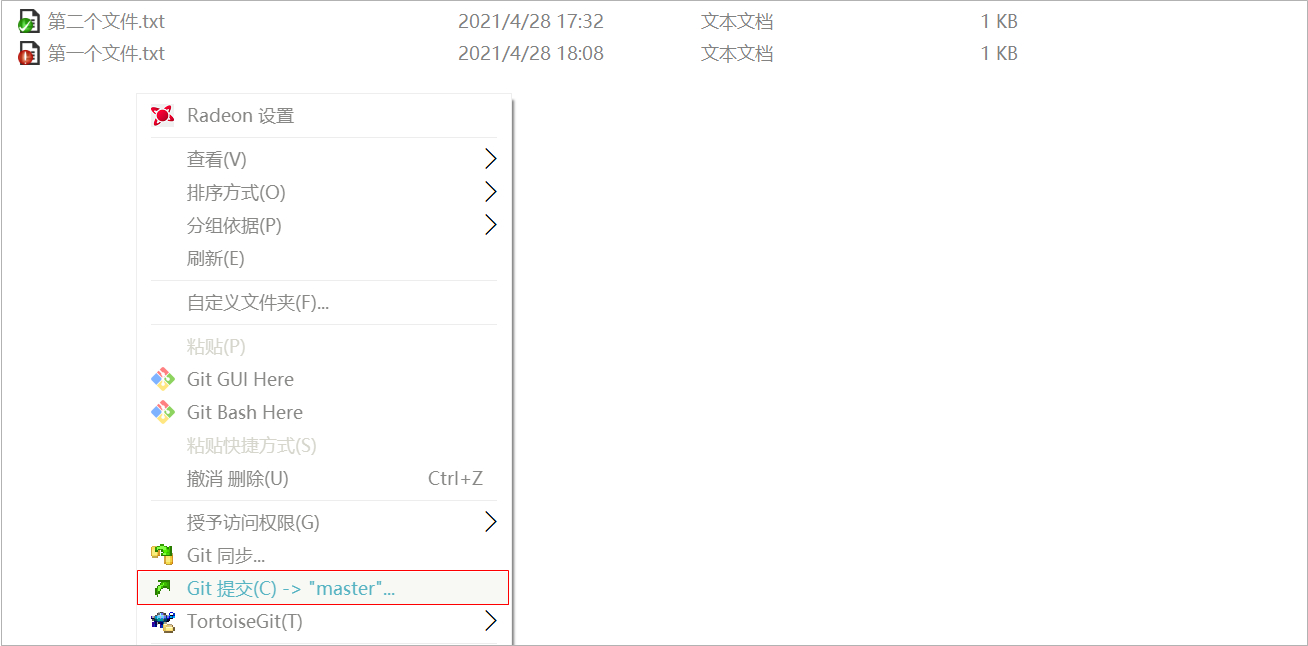 第二个文件.txt 2021/4/28 17:32 文本文档 1 KB
第一个文件.txt 2021/4/28 18:08 文本文档 1 KB
Radeon 设置
查看(V)
排序方式(O)
分组依据(P)
刷新(E)
自定义文件夹(F)...
粘贴(P)
Git GUI Here
Git Bash Here
粘贴快捷方式(S)
撤消 删除(U) Ctrl+Z
授予访问权限(G)
Git 同步...
Git 提交(C) -> "master"...
TortoiseGit(T)